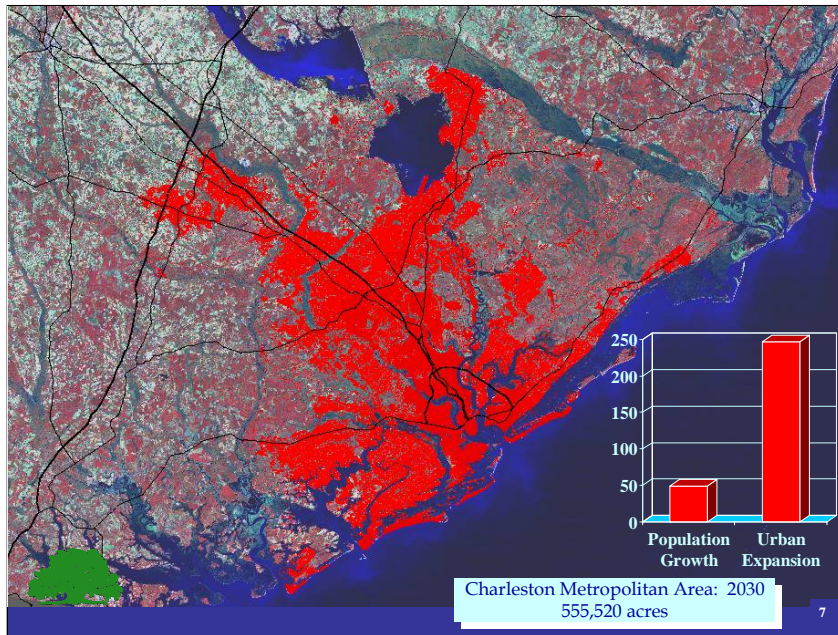 250
200
150
100
50
0
Population Growth
Urban Expansion
Charleston Metropolitan Area: 2030
555,520 acres
7